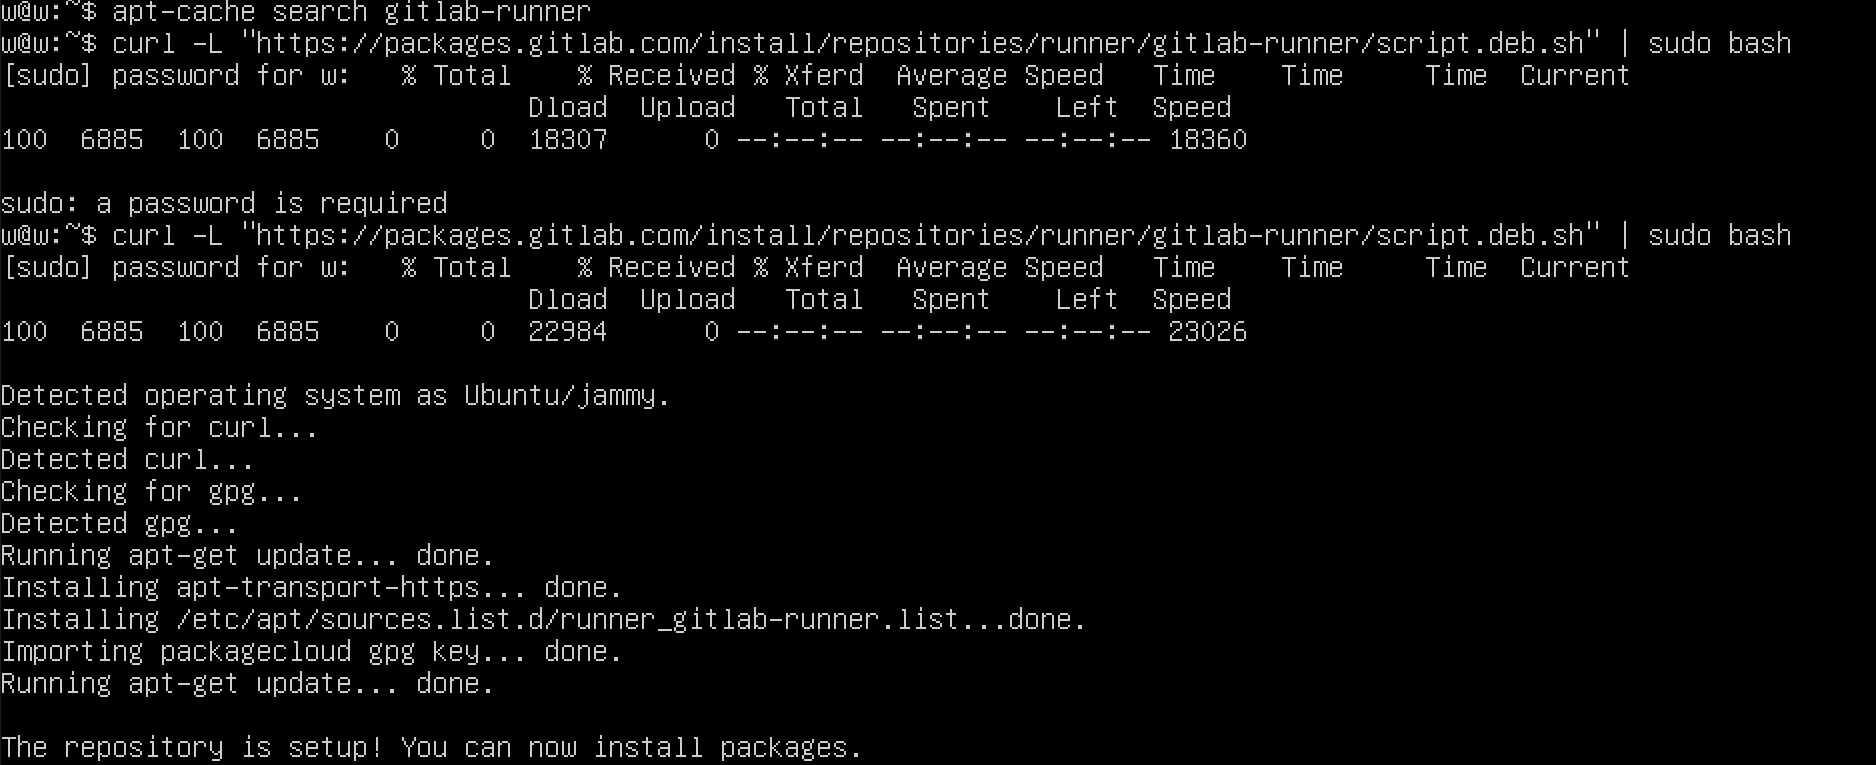 w@w:~$ apt-cache search gitlab-runner
w@w:~$ curl -L "https://packages.gitlab.com/install/repositories/runner/gitlab-runner/script.deb.sh" | sudo bash
[sudo] password for w:   % Total    % Received % Xferd  Average Speed   Time    Time     Time  Current
                                 Dload  Upload   Total   Spent    Left  Speed
100  6885  100  6885    0     0  18307      0 --:--:-- --:--:-- --:--:-- 18360

sudo: a password is required
w@w:~$ curl -L "https://packages.gitlab.com/install/repositories/runner/gitlab-runner/script.deb.sh" | sudo bash
[sudo] password for w:   % Total    % Received % Xferd  Average Speed   Time    Time     Time  Current
                                 Dload  Upload   Total   Spent    Left  Speed
100  6885  100  6885    0     0  22984      0 --:--:-- --:--:-- --:--:-- 23026

Detected operating system as Ubuntu/jammy.
Checking for curl...
Detected curl...
Checking for gpg...
Detected gpg...
Running apt-get update... done.
Installing apt-transport-https... done.
Installing /etc/apt/sources.list.d/runner_gitlab-runner.list...done.
Importing packagecloud gpg key... done.
Running apt-get update... done.

The repository is setup! You can now install packages.